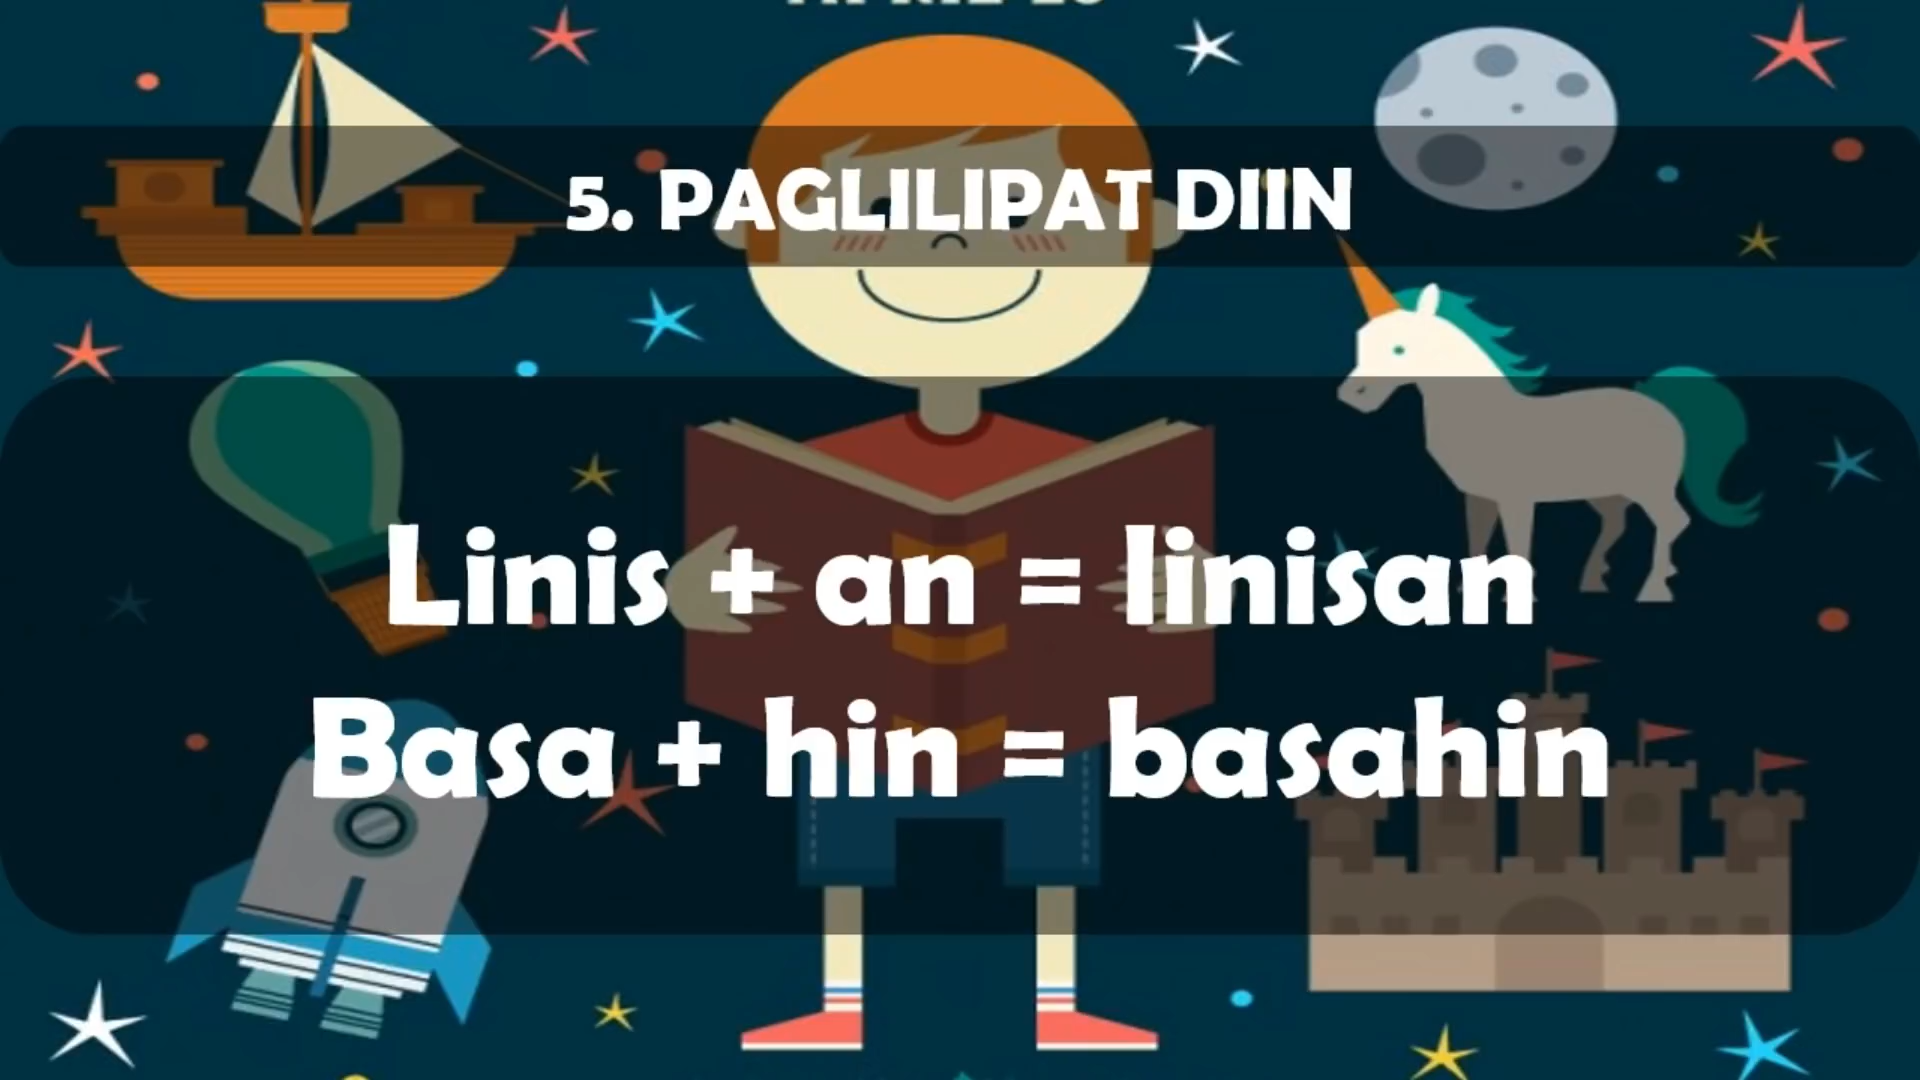 5. PAGLILIPAT DIIN
Linis + an = linisan
Basa + hin = basahin